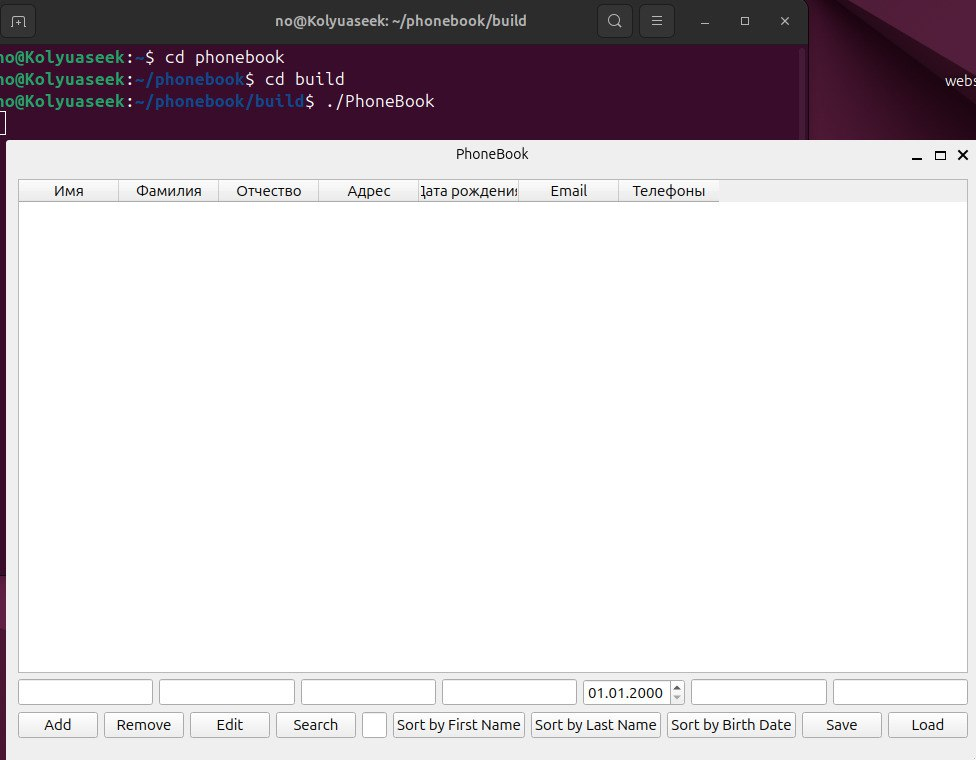 no@Kolyuaseek: ~/phonebook/build
no@Kolyuaseek:~$ cd phonebook
no@Kolyuaseek:~/phonebook$ cd build
no@Kolyuaseek:~/phonebook/build$ ./PhoneBook
webs
PhoneBook
Имя Фамилия Отчество Адрес Дата рождения Email Телефоны
01.01.2000
Add Remove Edit Search Sort by First Name Sort by Last Name Sort by Birth Date Save Load